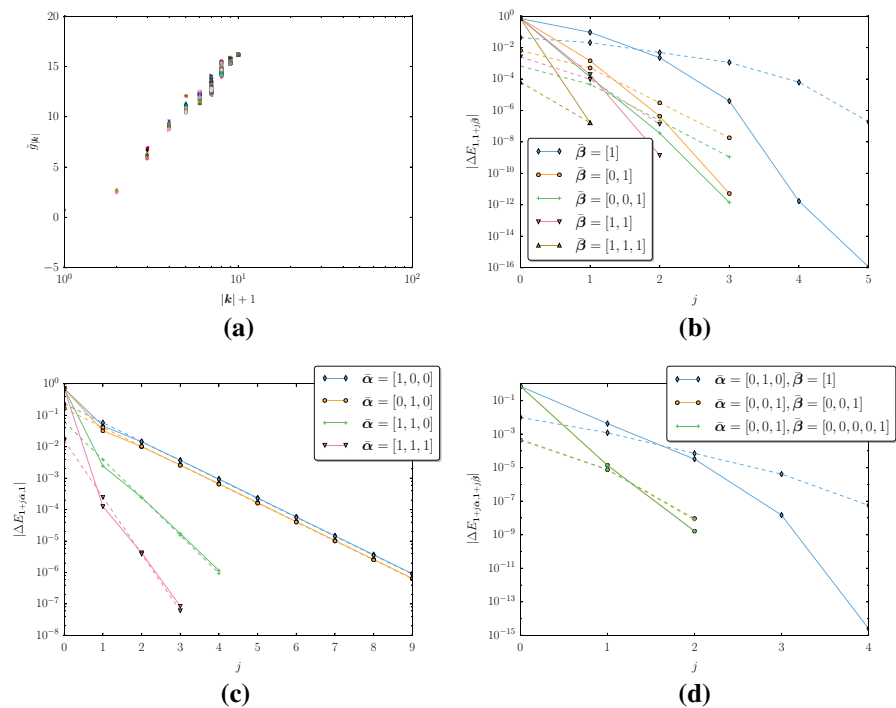 20
15
10
5
0
−5
10^0
10^1
10^2
g̃_|k|
|k| + 1
(a)
10^0
10^−2
10^−4
10^−6
10^−8
10^−10
10^−12
10^−14
10^−16
0
1
2
3
4
5
|ΔE_{1,1+jβ̄}|
j
β̄ = [1]
β̄ = [0, 1]
β̄ = [0, 0, 1]
β̄ = [1, 1]
β̄ = [1, 1, 1]
(b)
10^0
10^−1
10^−2
10^−3
10^−4
10^−5
10^−6
10^−7
10^−8
0
1
2
3
4
5
6
7
8
9
|ΔE_{1+jᾱ,1}|
j
ᾱ = [1, 0, 0]
ᾱ = [0, 1, 0]
ᾱ = [1, 1, 0]
ᾱ = [1, 1, 1]
(c)
10^−1
10^−3
10^−5
10^−7
10^−9
10^−11
10^−13
10^−15
0
1
2
3
4
|ΔE_{1+jᾱ,1+jβ̄}|
j
ᾱ = [0, 1, 0], β̄ = [1]
ᾱ = [0, 0, 1], β̄ = [0, 0, 1]
ᾱ = [0, 0, 1], β̄ = [0, 0, 0, 0, 1]
(d)